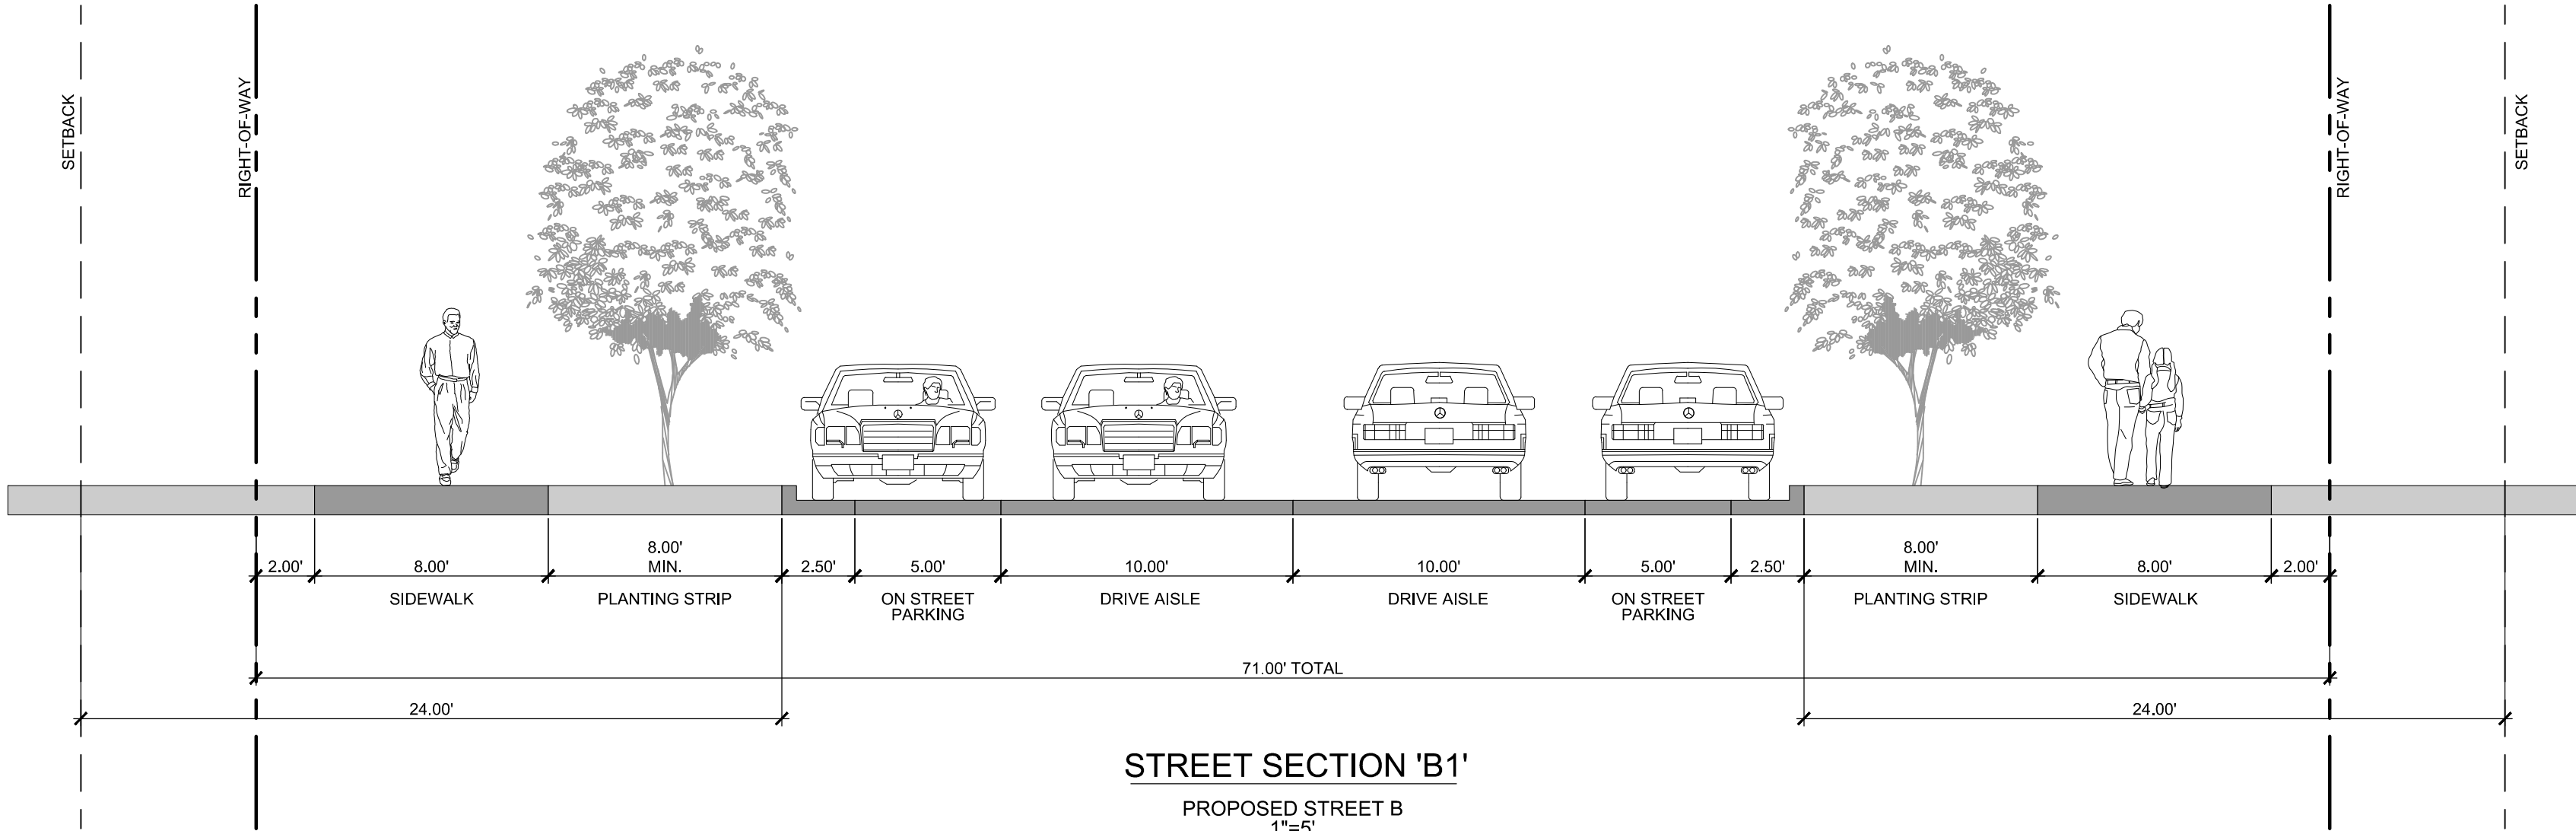 SETBACK
RIGHT-OF-WAY
RIGHT-OF-WAY
SETBACK
2.00'
8.00'
8.00'
MIN.
2.50'
5.00'
10.00'
10.00'
5.00'
2.50'
8.00'
MIN.
8.00'
2.00'
SIDEWALK
PLANTING STRIP
ON STREET
PARKING
DRIVE AISLE
DRIVE AISLE
ON STREET
PARKING
PLANTING STRIP
SIDEWALK
71.00' TOTAL
24.00'
24.00'
STREET SECTION 'B1'
PROPOSED STREET B
1"=5'